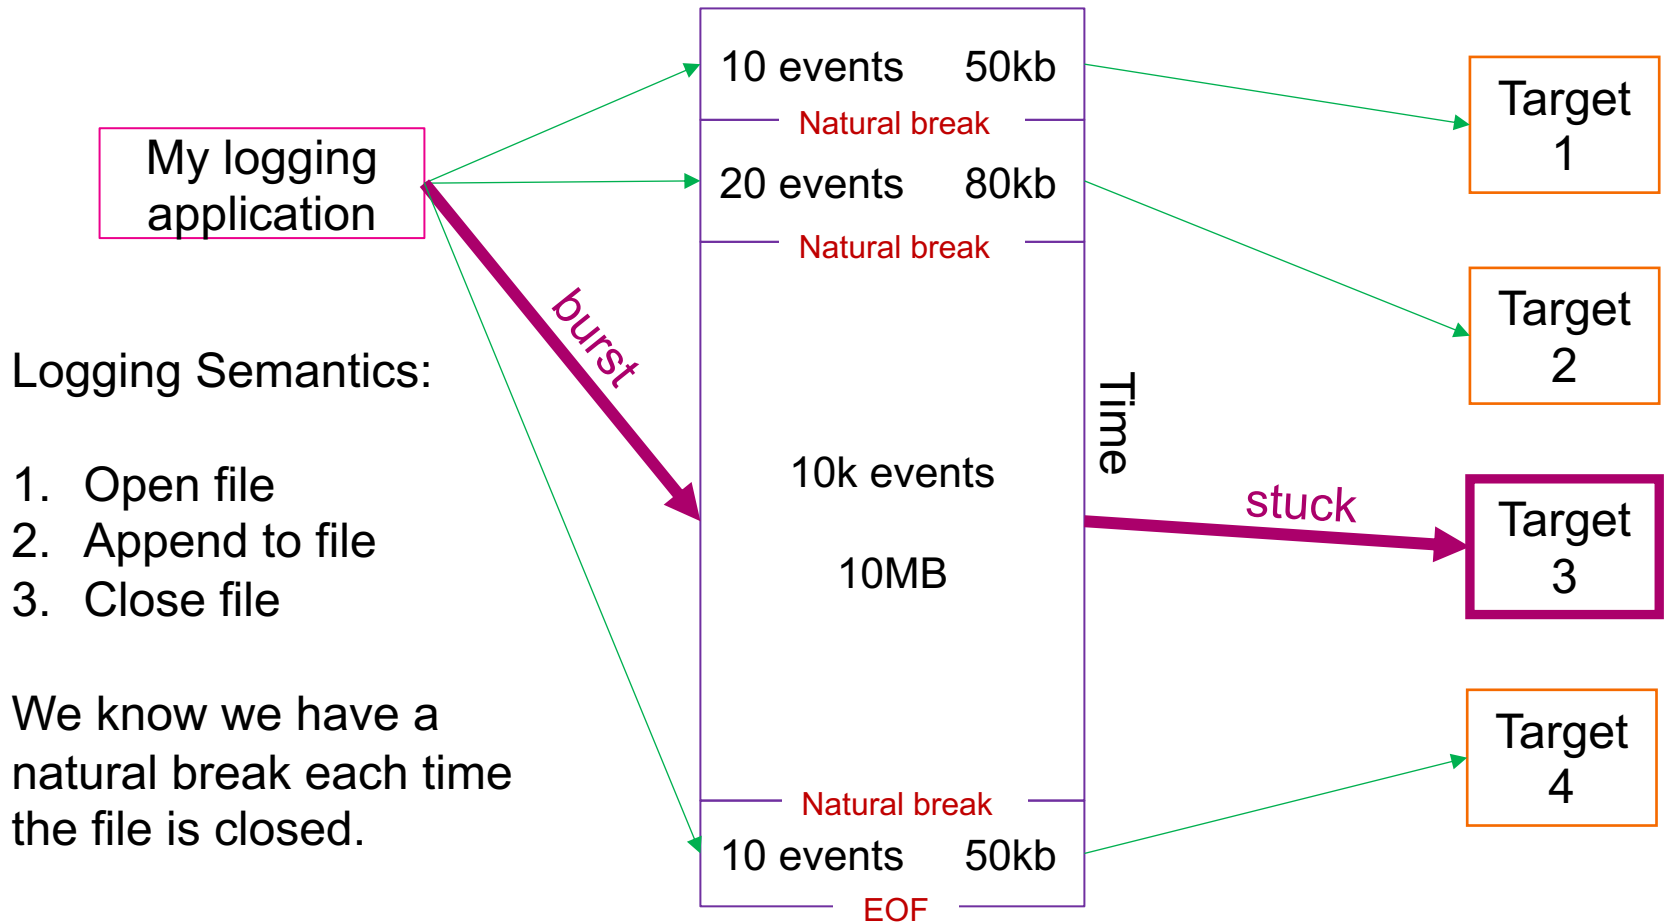 My logging
application
Logging Semantics:
1. Open file
2. Append to file
3. Close file
We know we have a
natural break each time
the file is closed.
burst
10 events 50kb
Natural break
20 events 80kb
Natural break
10k events
10MB
Natural break
10 events 50kb
EOF
Time
stuck
Target
1
Target
2
Target
3
Target
4